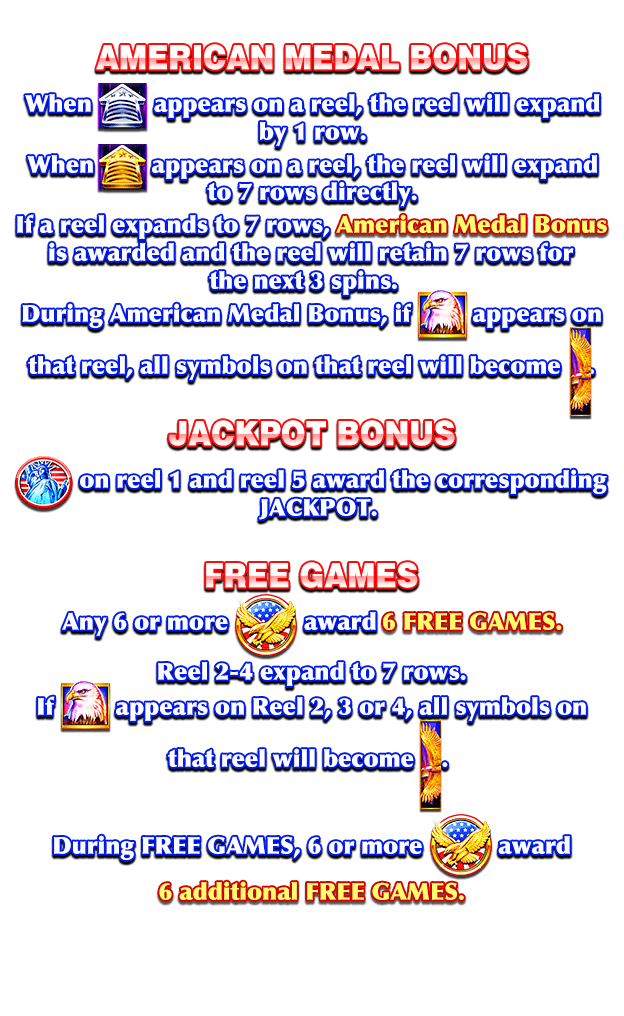 AMERICAN MEDAL BONUS
When appears on a reel, the reel will expand
by 1 row.
When appears on a reel, the reel will expand
to 7 rows directly.
If a reel expands to 7 rows, American Medal Bonus
is awarded and the reel will retain 7 rows for
the next 3 spins.
During American Medal Bonus, if appears on
that reel, all symbols on that reel will become .
JACKPOT BONUS
on reel 1 and reel 5 award the corresponding
JACKPOT.
FREE GAMES
Any 6 or more award 6 FREE GAMES.
Reel 2-4 expand to 7 rows.
If appears on Reel 2, 3 or 4, all symbols on
that reel will become .
During FREE GAMES, 6 or more award
6 additional FREE GAMES.